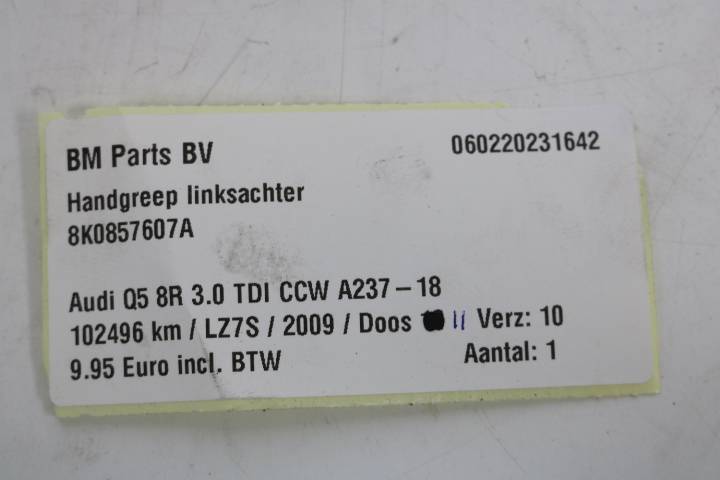 BM Parts BV 060220231642
Handgreep linksachter
8K0857607A
Audi Q5 8R 3.0 TDI CCW A237-18
102496 km / LZ7S / 2009 / Doos 11 Verz: 10
9.95 Euro incl. BTW Aantal: 1